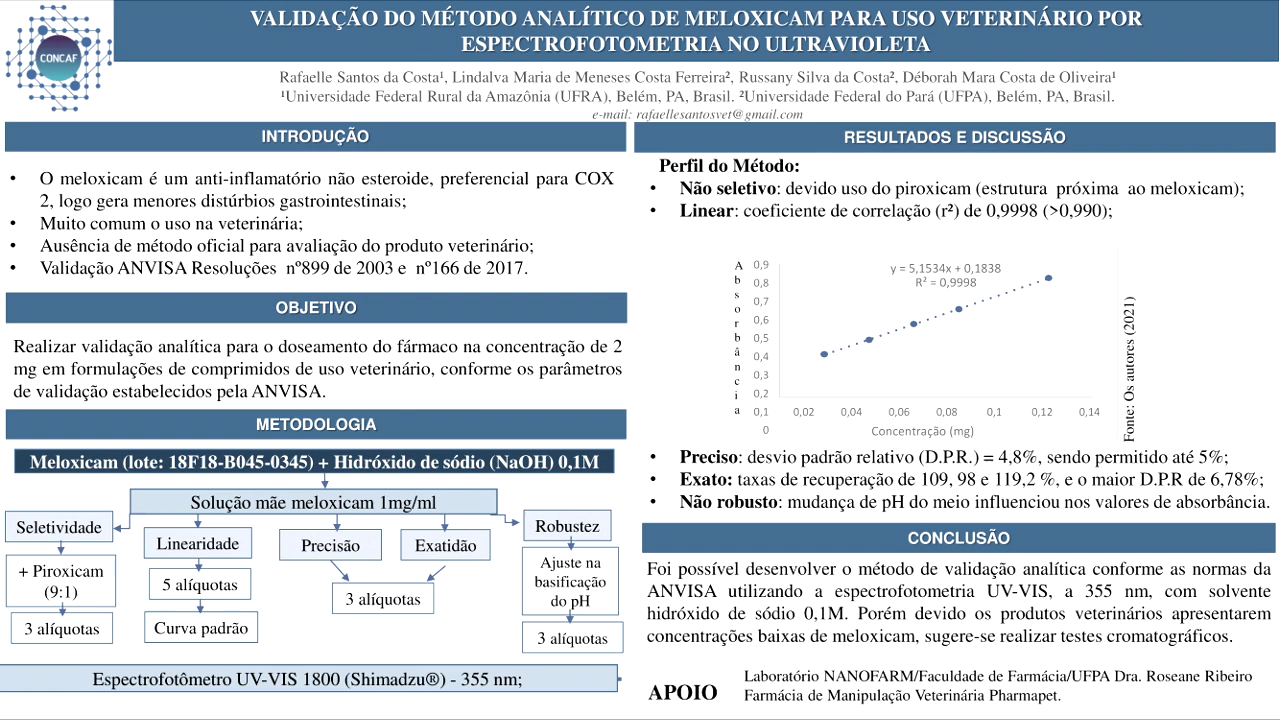 VALIDAÇÃO DO MÉTODO ANALÍTICO DE MELOXICAM PARA USO VETERINÁRIO POR
ESPECTROFOTOMETRIA NO ULTRAVIOLETA
CONCAF
Rafaelle Santos da Costa¹, Lindalva Maria de Meneses Costa Ferreira², Russany Silva da Costa², Déborah Mara Costa de Oliveira¹
¹Universidade Federal Rural da Amazônia (UFRA), Belém, PA, Brasil. ²Universidade Federal do Pará (UFPA), Belém, PA, Brasil.
e-mail: rafaellesantosvet@gmail.com
INTRODUÇÃO
• O meloxicam é um anti-inflamatório não esteroide, preferencial para COX
2, logo gera menores distúrbios gastrointestinais;
• Muito comum o uso na veterinária;
• Ausência de método oficial para avaliação do produto veterinário;
• Validação ANVISA Resoluções nº899 de 2003 e nº166 de 2017.
OBJETIVO
Realizar validação analítica para o doseamento do fármaco na concentração de 2
mg em formulações de comprimidos de uso veterinário, conforme os parâmetros
de validação estabelecidos pela ANVISA.
METODOLOGIA
Meloxicam (lote: 18F18-B045-0345) + Hidróxido de sódio (NaOH) 0,1M
Solução mãe meloxicam 1mg/ml
Seletividade
+ Piroxicam
(9:1)
3 alíquotas
Linearidade
5 alíquotas
Curva padrão
Precisão
Exatidão
3 alíquotas
Robustez
Ajuste na
basificação
do pH
3 alíquotas
Espectrofotômetro UV-VIS 1800 (Shimadzu®) - 355 nm;
RESULTADOS E DISCUSSÃO
Perfil do Método:
• Não seletivo: devido uso do piroxicam (estrutura próxima ao meloxicam);
• Linear: coeficiente de correlação (r²) de 0,9998 (>0,990);
Absorbância
0,9
0,8
0,7
0,6
0,5
0,4
0,3
0,2
0,1
0
y = 5,1534x + 0,1838
R² = 0,9998
0,02 0,04 0,06 0,08 0,1 0,12 0,14
Concentração (mg)
Fonte: Os autores (2021)
• Preciso: desvio padrão relativo (D.P.R.) = 4,8%, sendo permitido até 5%;
• Exato: taxas de recuperação de 109, 98 e 119,2 %, e o maior D.P.R de 6,78%;
• Não robusto: mudança de pH do meio influenciou nos valores de absorbância.
CONCLUSÃO
Foi possível desenvolver o método de validação analítica conforme as normas da
ANVISA utilizando a espectrofotometria UV-VIS, a 355 nm, com solvente
hidróxido de sódio 0,1M. Porém devido os produtos veterinários apresentarem
concentrações baixas de meloxicam, sugere-se realizar testes cromatográficos.
APOIO
Laboratório NANOFARM/Faculdade de Farmácia/UFPA Dra. Roseane Ribeiro
Farmácia de Manipulação Veterinária Pharmapet.